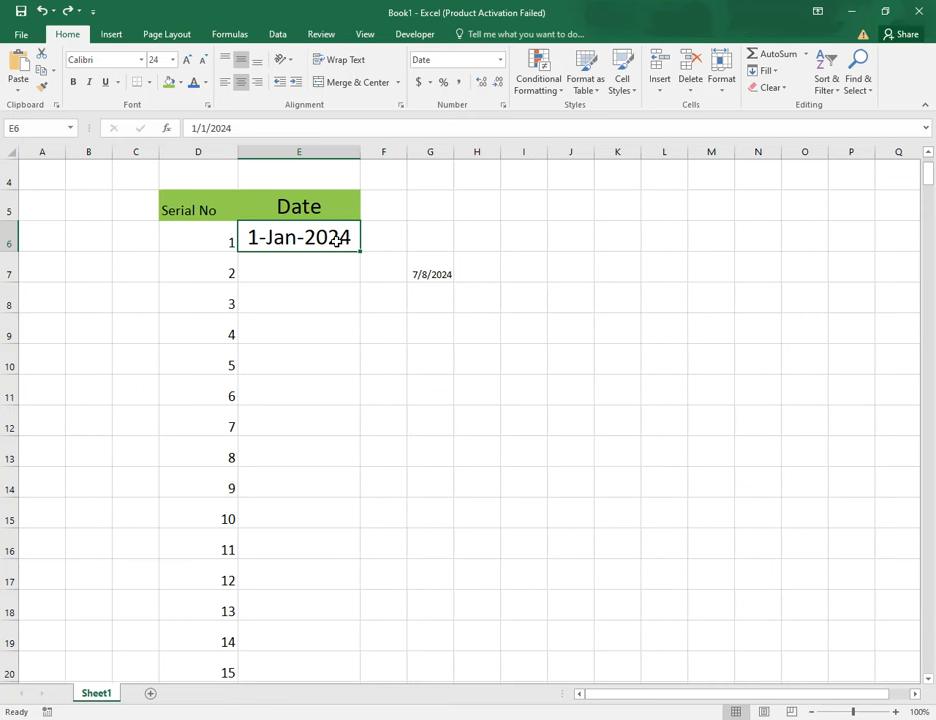 Book1 - Excel (Product Activation Failed)
File Home Insert Page Layout Formulas Data Review View Developer Tell me what you want to do... Share
Paste Calibri 24 Wrap Text Date Conditional Formatting Format as Table Cell Styles Insert Delete Format AutoSum Sort & Filter Find & Select
B I U Merge & Center $ % , Fill Clear
Clipboard Font Alignment Number Styles Cells Editing
E6 fx 1/1/2024
A B C D E F G H I J K L M N O P Q
4
5 Serial No Date
6 1 1-Jan-2024
7 2 7/8/2024
8 3
9 4
10 5
11 6
12 7
13 8
14 9
15 10
16 11
17 12
18 13
19 14
20 15
Sheet1
Ready 100%